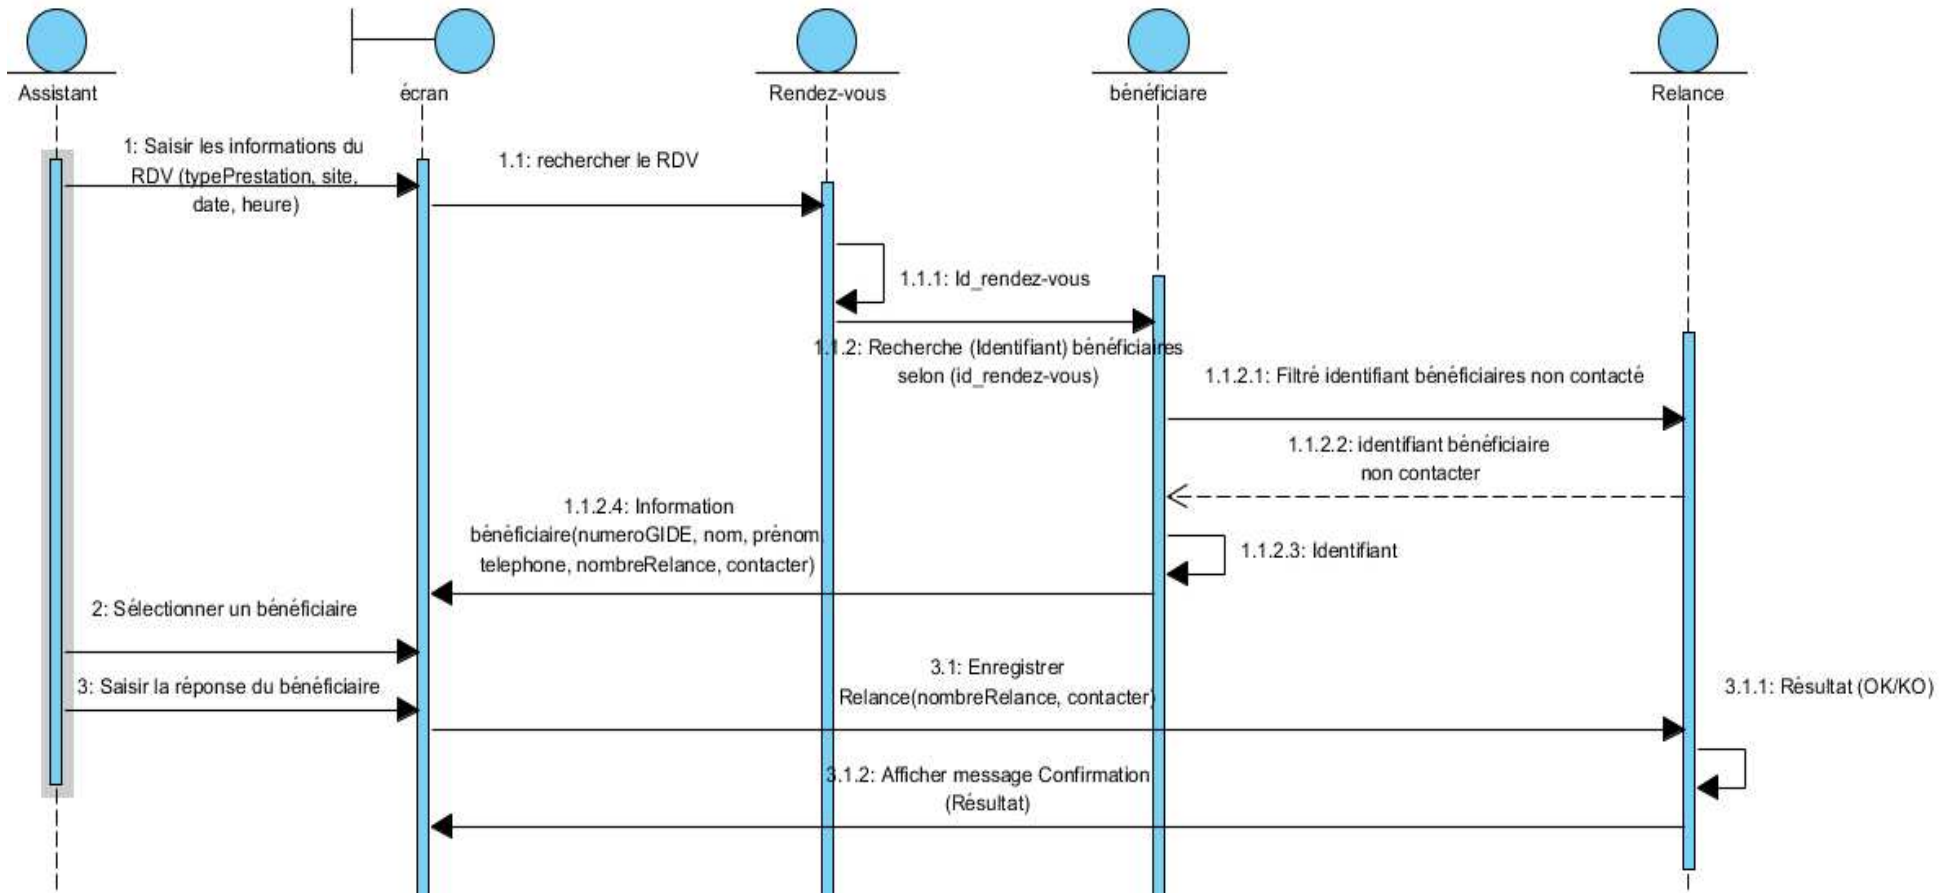 Assistant
écran
Rendez-vous
bénéficiare
Relance
1: Saisir les informations du
RDV (typePrestation, site,
date, heure)
1.1: rechercher le RDV
1.1.1: Id_rendez-vous
1.1.2: Recherche (Identifiant) bénéficiaires
selon (id_rendez-vous)
1.1.2.1: Filtré identifiant bénéficiaires non contacté
1.1.2.2: identifiant bénéficiaire
non contacter
1.1.2.3: Identifiant
1.1.2.4: Information
bénéficiaire(numeroGIDE, nom, prénom,
telephone, nombreRelance, contacter)
2: Sélectionner un bénéficiaire
3: Saisir la réponse du bénéficiaire
3.1: Enregistrer
Relance(nombreRelance, contacter)
3.1.1: Résultat (OK/KO)
3.1.2: Afficher message Confirmation
(Résultat)